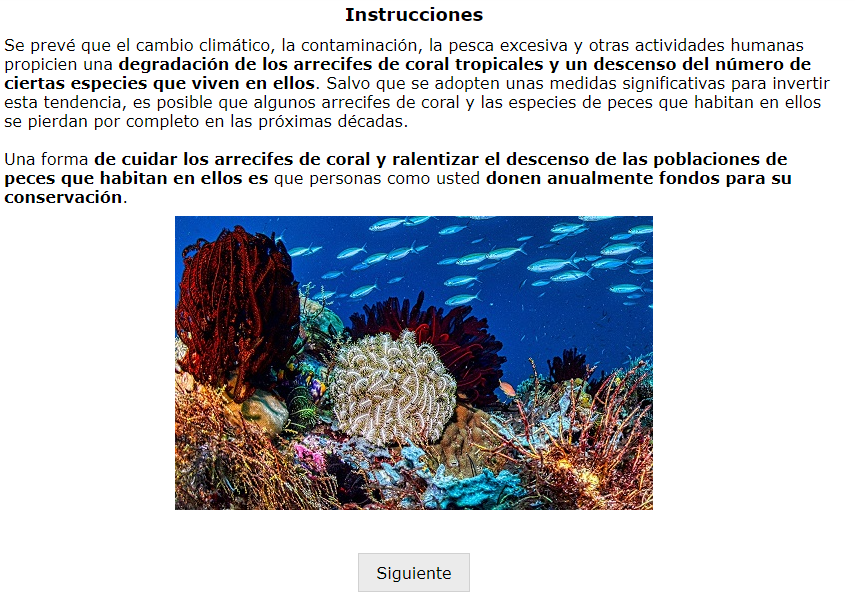 Instrucciones
Se prevé que el cambio climático, la contaminación, la pesca excesiva y otras actividades humanas
propicien una degradación de los arrecifes de coral tropicales y un descenso del número de
ciertas especies que viven en ellos. Salvo que se adopten unas medidas significativas para invertir
esta tendencia, es posible que algunos arrecifes de coral y las especies de peces que habitan en ellos
se pierdan por completo en las próximas décadas.
Una forma de cuidar los arrecifes de coral y ralentizar el descenso de las poblaciones de
peces que habitan en ellos es que personas como usted donen anualmente fondos para su
conservación.
Siguiente